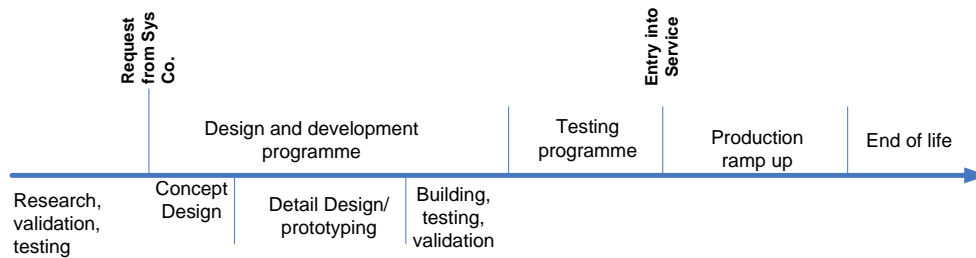 Request
from Sys
Co.
Entry into
Service
Design and development
programme
Testing
programme
Production
ramp up
End of life
Research,
validation,
testing
Concept
Design
Detail Design/
prototyping
Building,
testing,
validation